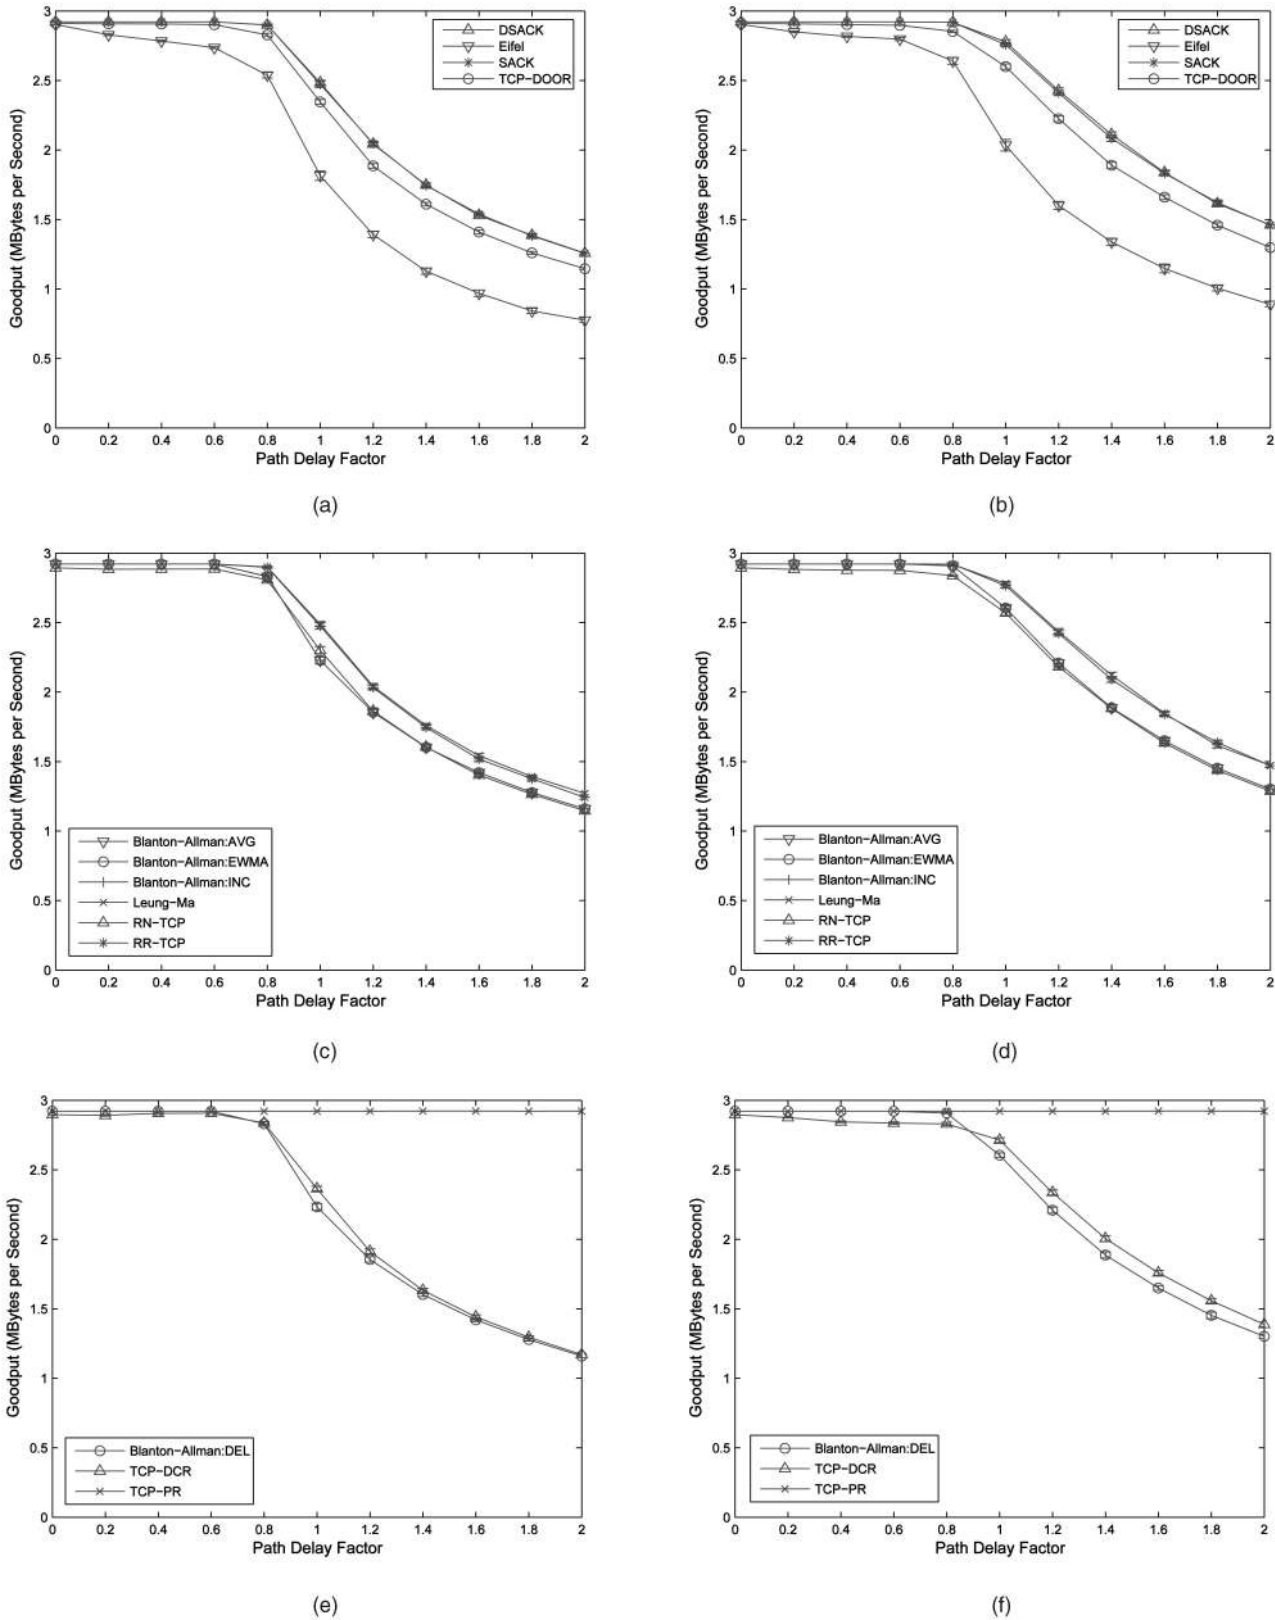 3
2.5
2
1.5
1
0.5
0
Goodput (MBytes per Second)
DSACK
Eifel
SACK
TCP-DOOR
0 0.2 0.4 0.6 0.8 1 1.2 1.4 1.6 1.8 2
Path Delay Factor
(a)
3
2.5
2
1.5
1
0.5
0
Goodput (MBytes per Second)
DSACK
Eifel
SACK
TCP-DOOR
0 0.2 0.4 0.6 0.8 1 1.2 1.4 1.6 1.8 2
Path Delay Factor
(b)
3
2.5
2
1.5
1
0.5
0
Goodput (MBytes per Second)
Blanton-Allman:AVG
Blanton-Allman:EWMA
Blanton-Allman:INC
Leung-Ma
RN-TCP
RR-TCP
0 0.2 0.4 0.6 0.8 1 1.2 1.4 1.6 1.8 2
Path Delay Factor
(c)
3
2.5
2
1.5
1
0.5
0
Goodput (MBytes per Second)
Blanton-Allman:AVG
Blanton-Allman:EWMA
Blanton-Allman:INC
Leung-Ma
RN-TCP
RR-TCP
0 0.2 0.4 0.6 0.8 1 1.2 1.4 1.6 1.8 2
Path Delay Factor
(d)
3
2.5
2
1.5
1
0.5
0
Goodput (MBytes per Second)
Blanton-Allman:DEL
TCP-DCR
TCP-PR
0 0.2 0.4 0.6 0.8 1 1.2 1.4 1.6 1.8 2
Path Delay Factor
(e)
3
2.5
2
1.5
1
0.5
0
Goodput (MBytes per Second)
Blanton-Allman:DEL
TCP-DCR
TCP-PR
0 0.2 0.4 0.6 0.8 1 1.2 1.4 1.6 1.8 2
Path Delay Factor
(f)